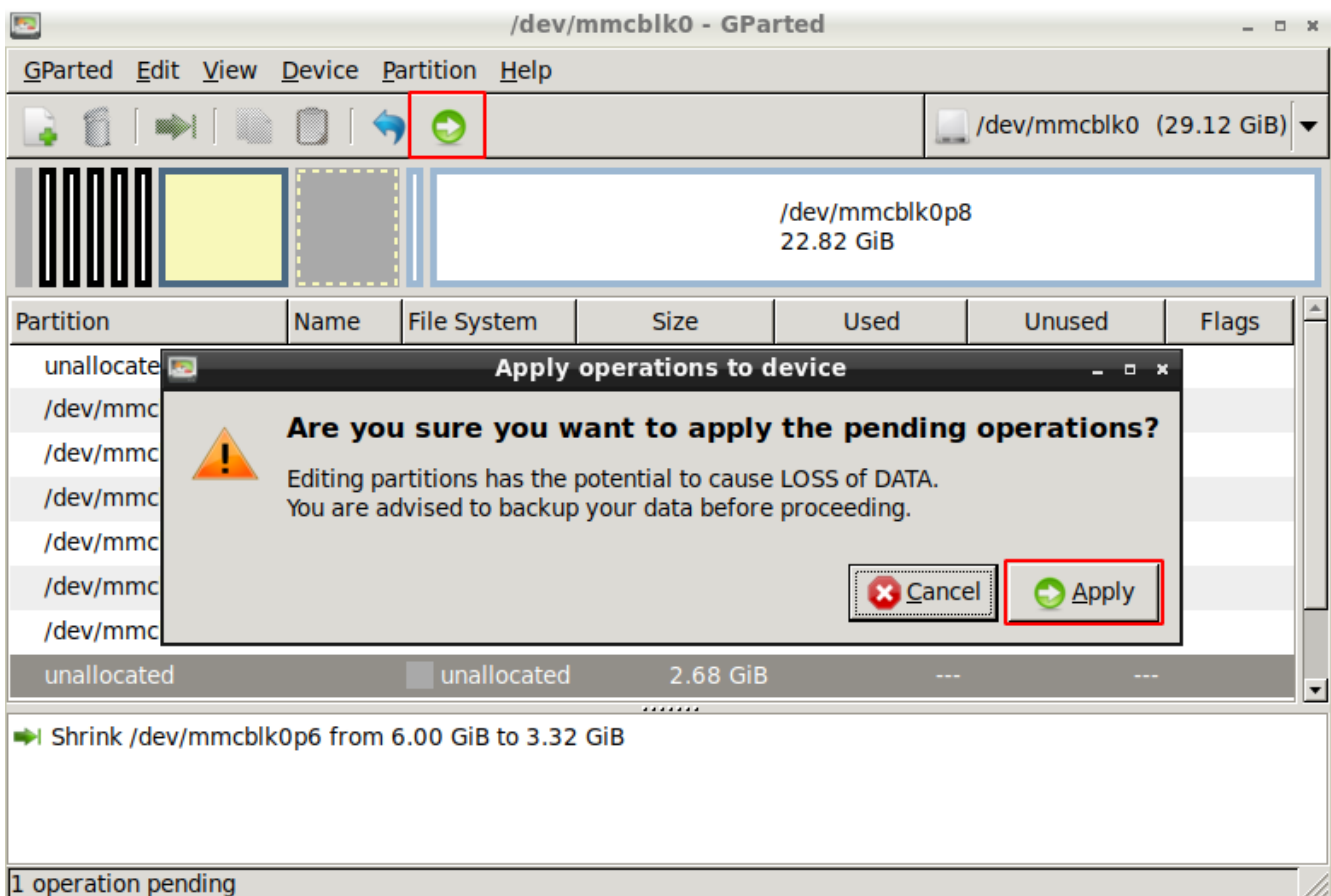 /dev/mmcblk0 - GParted
GParted Edit View Device Partition Help
/dev/mmcblk0 (29.12 GiB)
/dev/mmcblk0p8
22.82 GiB
Partition Name File System Size Used Unused Flags
unallocate
Apply operations to device
/dev/mmc
Are you sure you want to apply the pending operations?
/dev/mmc
Editing partitions has the potential to cause LOSS of DATA.
/dev/mmc
You are advised to backup your data before proceeding.
/dev/mmc
/dev/mmc
Cancel Apply
/dev/mmc
unallocated unallocated 2.68 GiB --- ---
Shrink /dev/mmcblk0p6 from 6.00 GiB to 3.32 GiB
1 operation pending